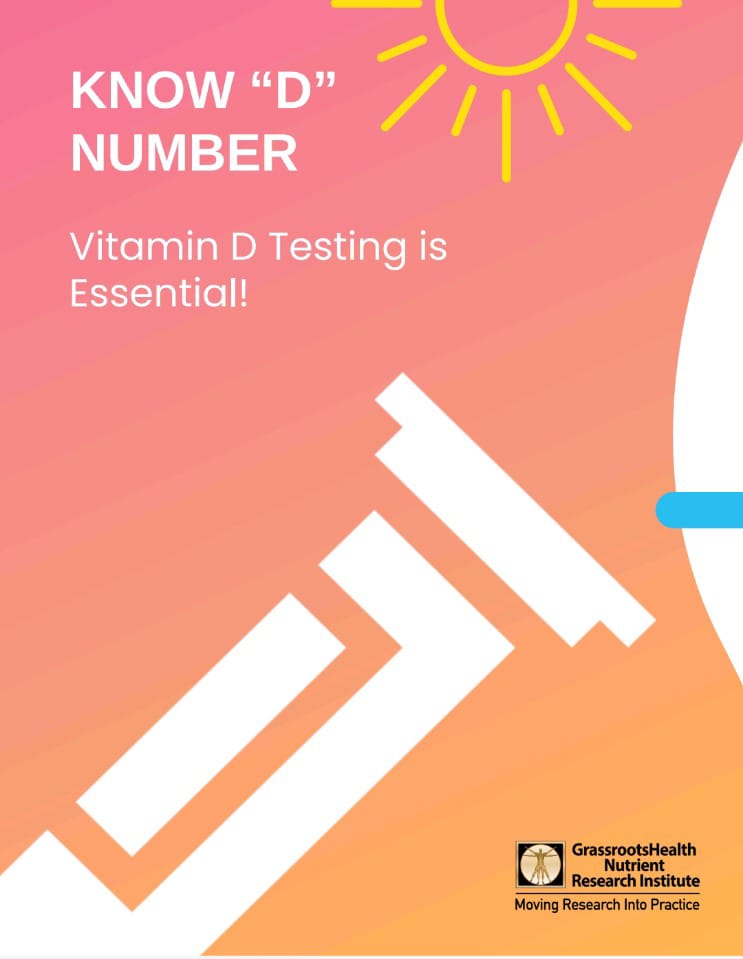 KNOW “D”
NUMBER
Vitamin D Testing is
Essential!
GrassrootsHealth
Nutrient
Research Institute
Moving Research Into Practice